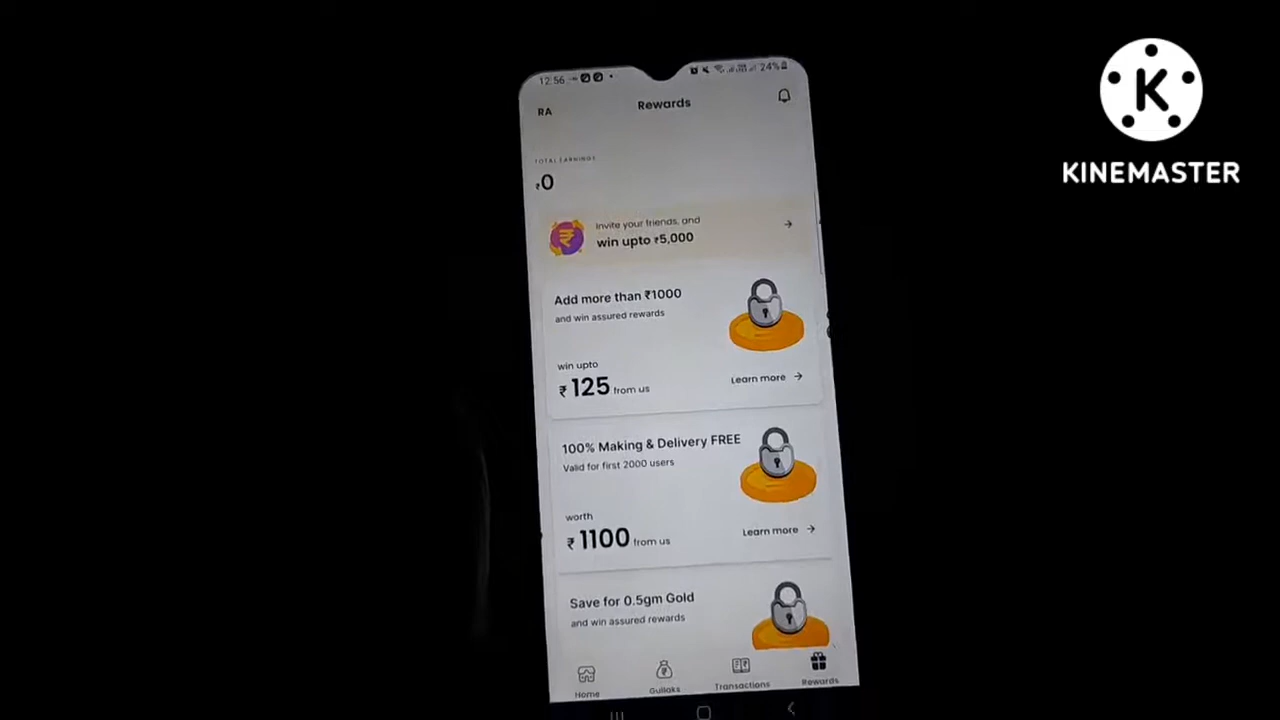 12:56
24%
RA
Rewards
TOTAL EARNINGS
₹0
Invite your friends, and
win upto ₹5,000
Add more than ₹1000
and win assured rewards
win upto
₹125 from us
Learn more
100% Making & Delivery FREE
Valid for first 2000 users
worth
₹1100 from us
Learn more
Save for 0.5gm Gold
and win assured rewards
Home
Gullaks
Transactions
Rewards
K
KINEMASTER